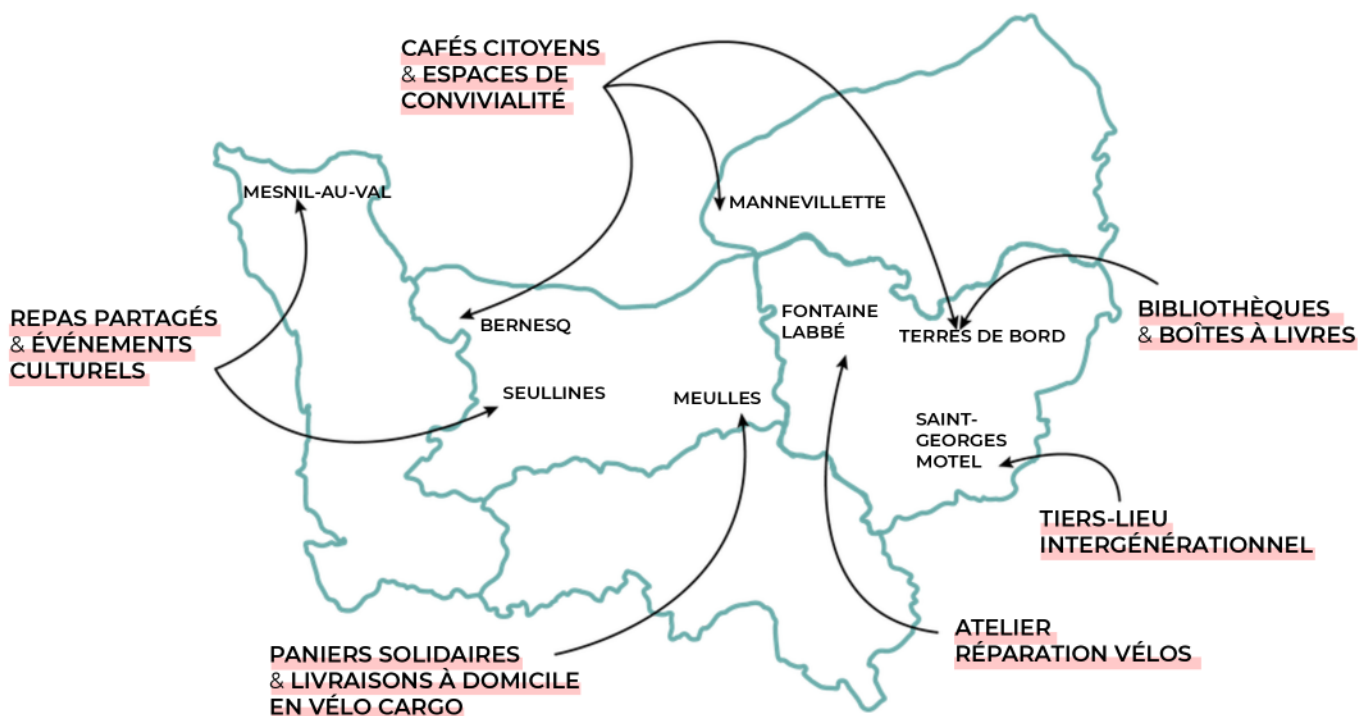 CAFÉS CITOYENS
& ESPACES DE
CONVIVIALITÉ
MESNIL-AU-VAL
MANNEVILLETTE
REPAS PARTAGÉS
& ÉVÉNEMENTS
CULTURELS
BERNESQ
FONTAINE
LABBÉ
TERRES DE BORD
BIBLIOTHÈQUES
& BOÎTES À LIVRES
SEULLINES
MEULLES
SAINT-
GEORGES
MOTEL
TIERS-LIEU
INTERGÉNÉRATIONNEL
PANIERS SOLIDAIRES
& LIVRAISONS À DOMICILE
EN VÉLO CARGO
ATELIER
RÉPARATION VÉLOS